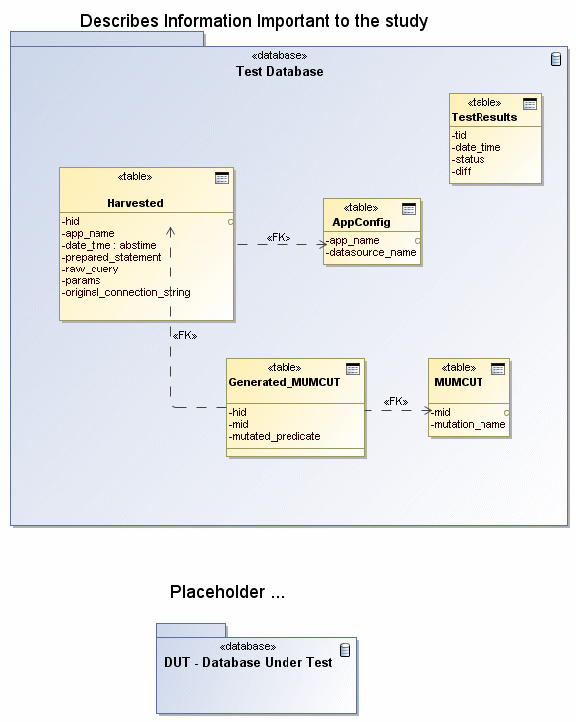 Describes Information Important to the study
«database»
Test Database
«table»
TestResults
-tid
-date_time
-status
-diff
«table»
Harvested
-hid
-app_name
-date_tme : abstime
-prepared_statement
-raw_query
-params
-original_connection_string
«FK»
«table»
AppConfig
-app_name
-datasource_name
«FK»
«table»
Generated_MUMCUT
-hid
-mid
-mutated_predicate
«FK»
«table»
MUMCUT
-mid
-mutation_name
Placeholder ...
«database»
DUT - Database Under Test